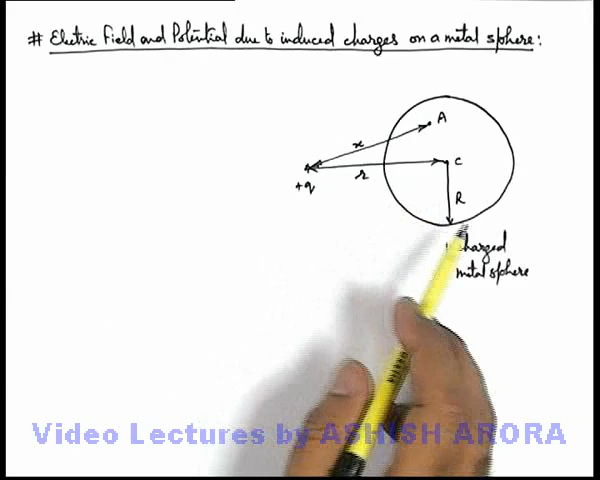 # Electric Field and Potential due to induced charges on a metal sphere :
A
x
C
+q
r
R
charged
metal sphere
Video Lectures by ASHISH ARORA